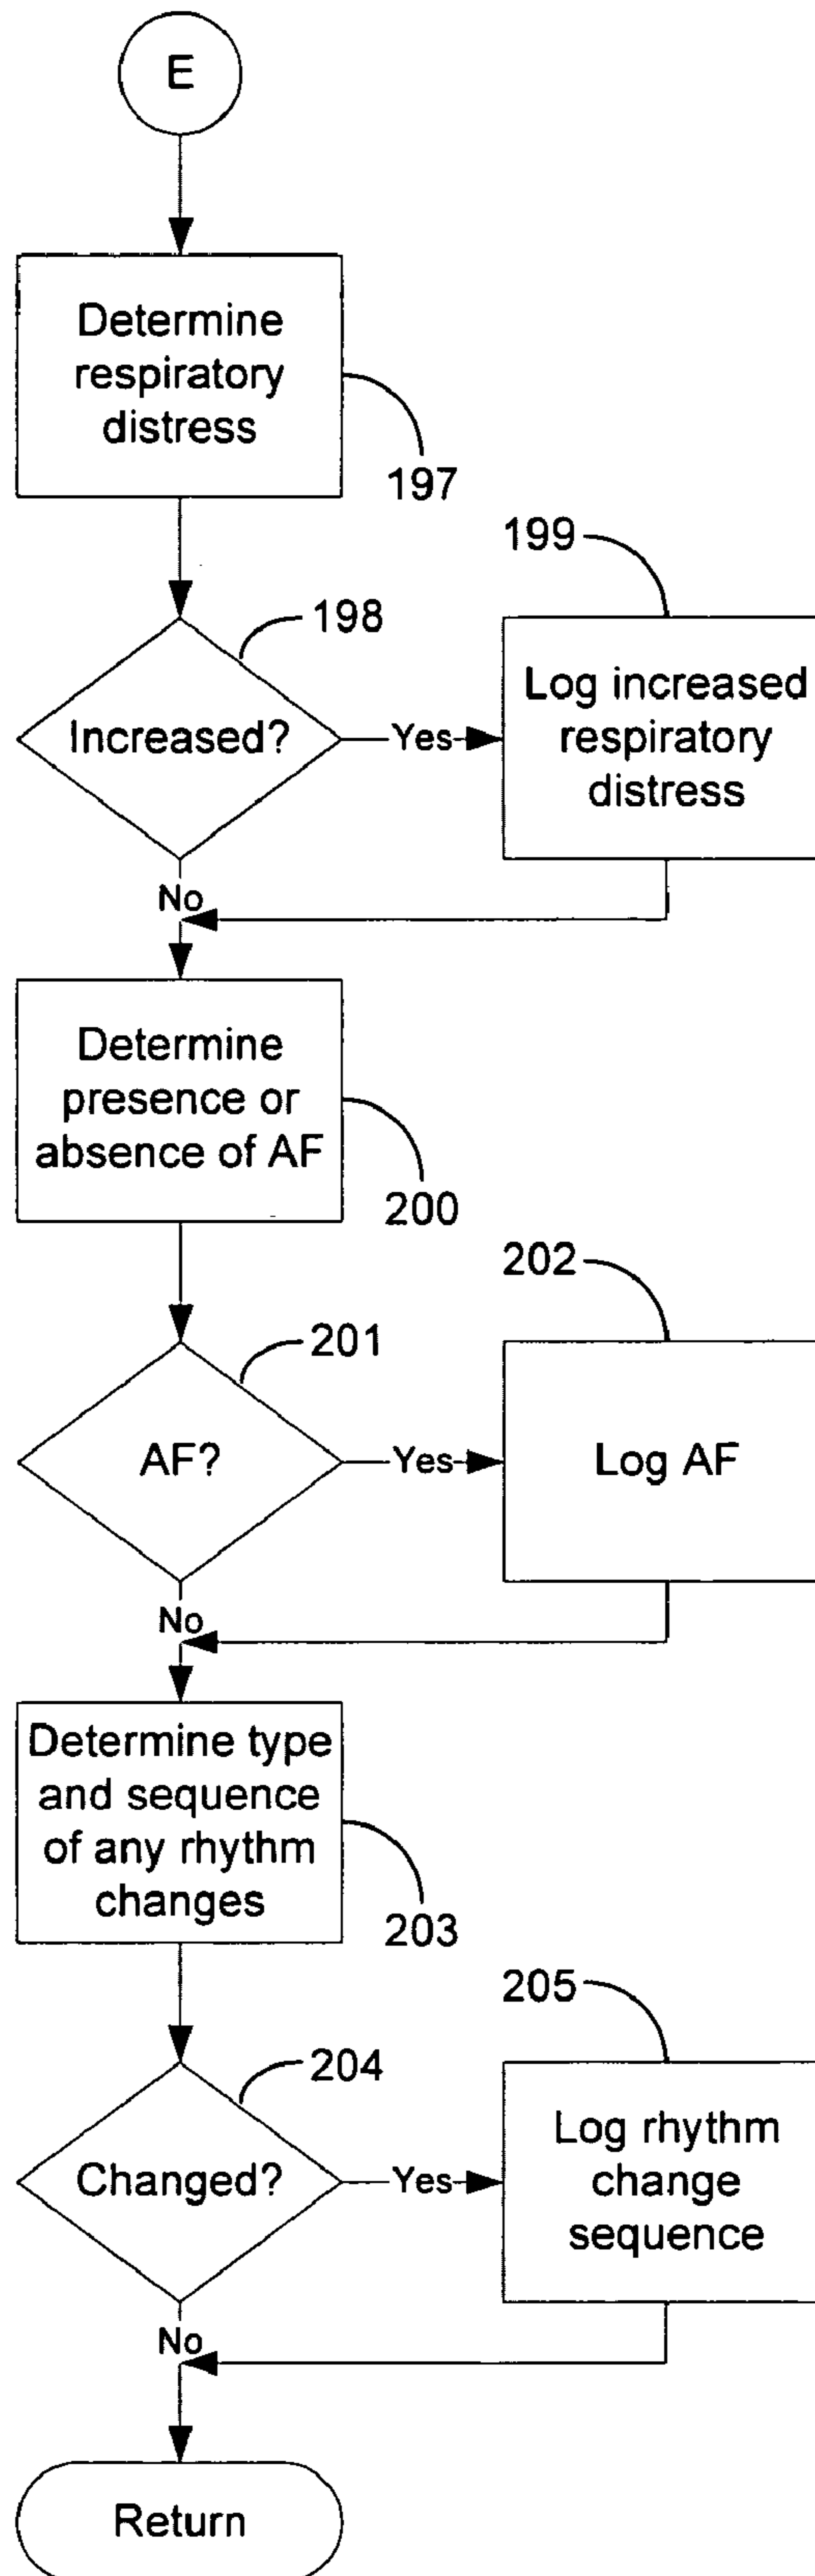 E
Determine
respiratory
distress
197
199
198
Increased?
Yes
Log increased
respiratory
distress
No
Determine
presence or
absence of AF
200
202
201
AF?
Yes
Log AF
No
Determine type
and sequence
of any rhythm
changes
203
205
204
Changed?
Yes
Log rhythm
change
sequence
No
Return